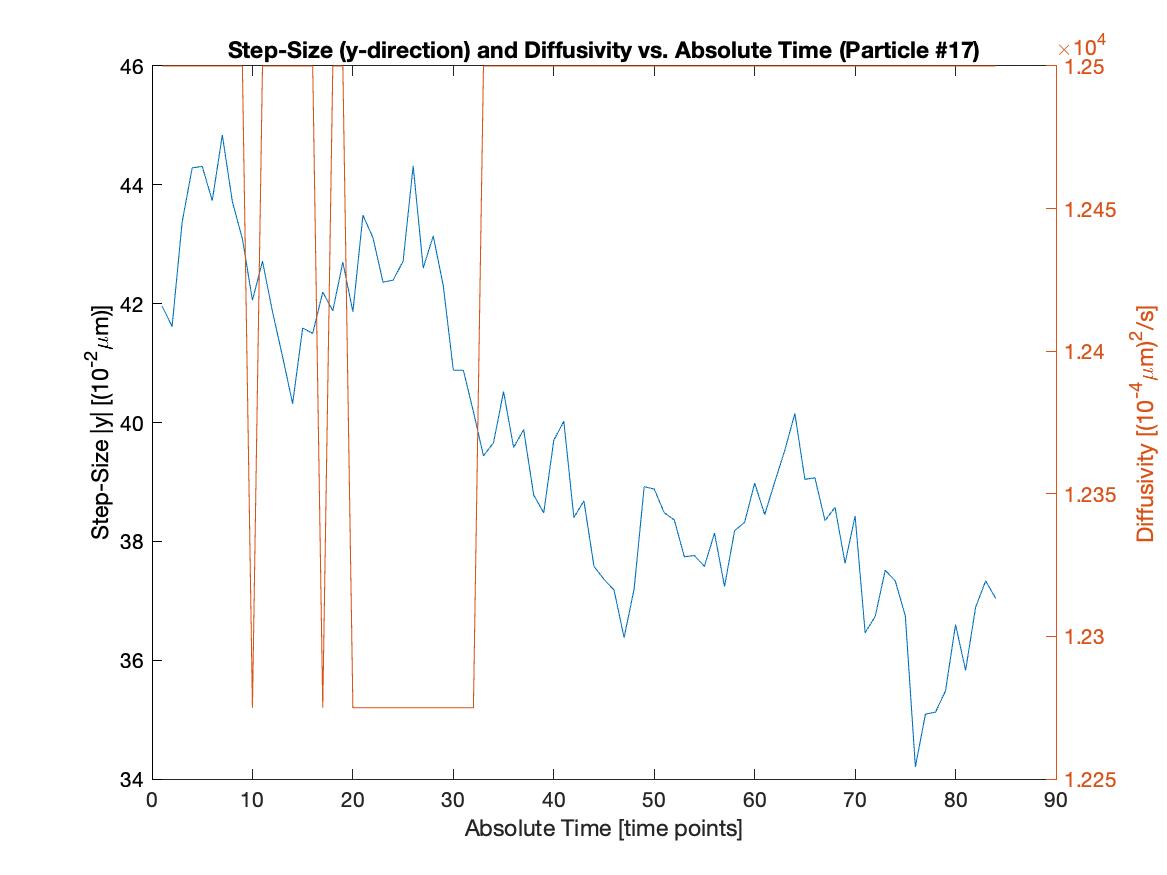 Step-Size (y-direction) and Diffusivity vs. Absolute Time (Particle #17)
×10⁴
46
44
42
40
38
36
34
Step-Size |y| [(10⁻² μm)]
1.25
1.245
1.24
1.235
1.23
1.225
Diffusivity [(10⁻⁴ μm)²/s]
0 10 20 30 40 50 60 70 80 90
Absolute Time [time points]